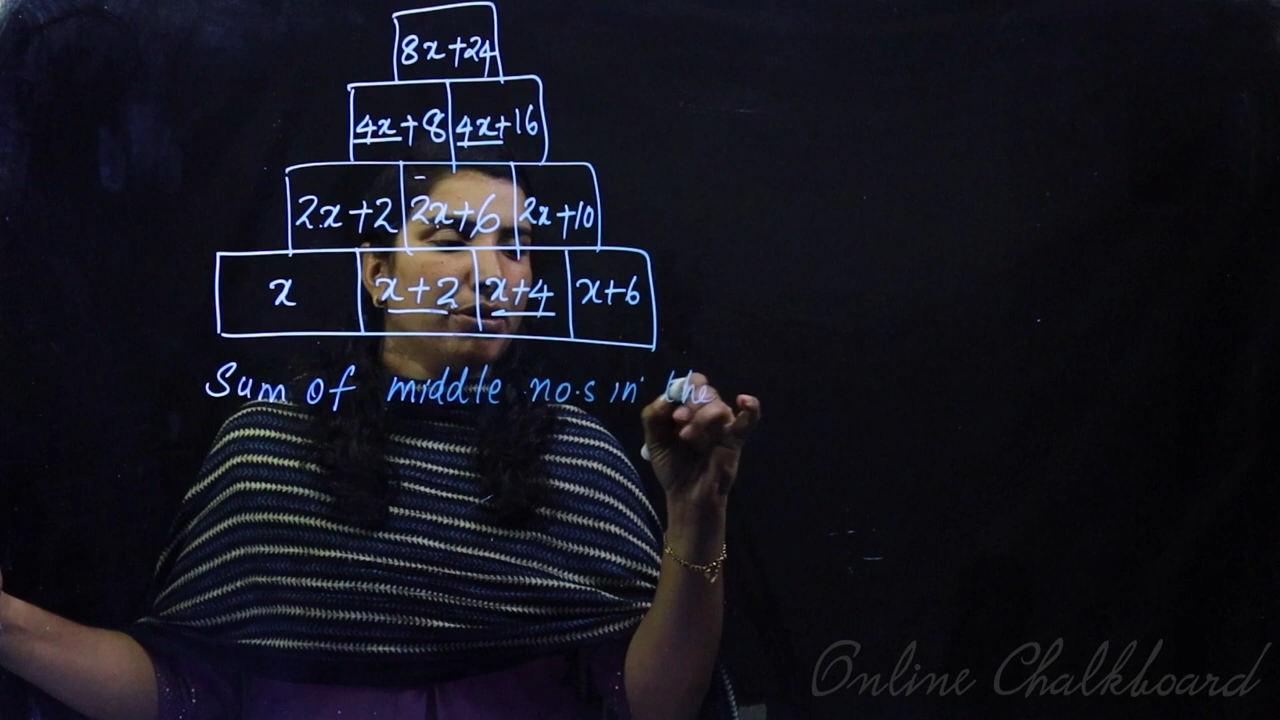 8x+24
4x+8 4x+16
2x+2 2x+6 2x+10
x x+2 x+4 x+6
Sum of middle no.s in the
Online Chalkboard